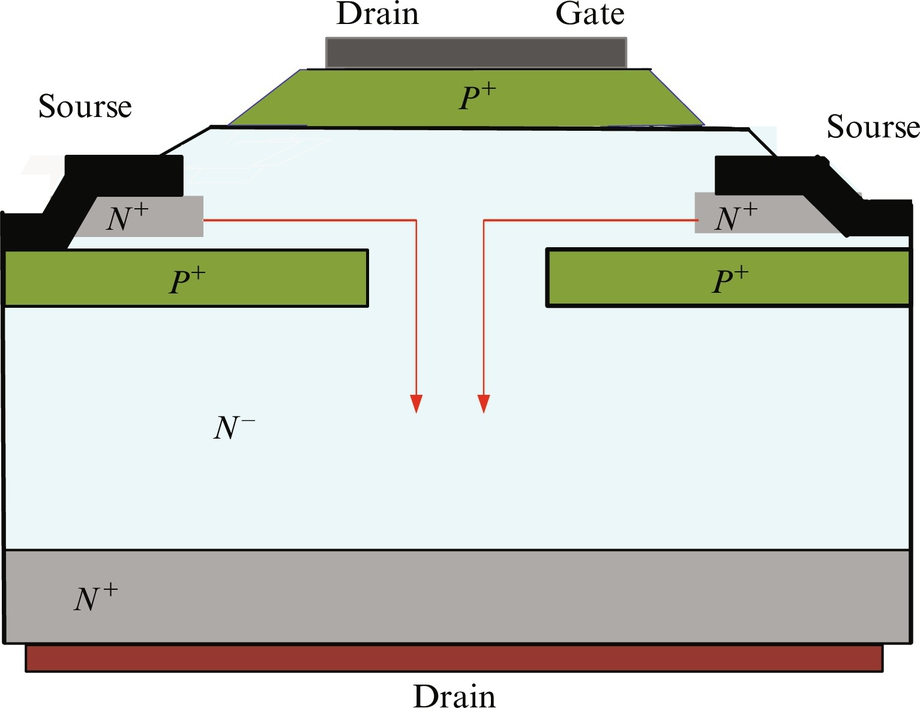 Drain Gate
P+
Sourse
Sourse
N+ N+
P+ P+
N−
N+
Drain